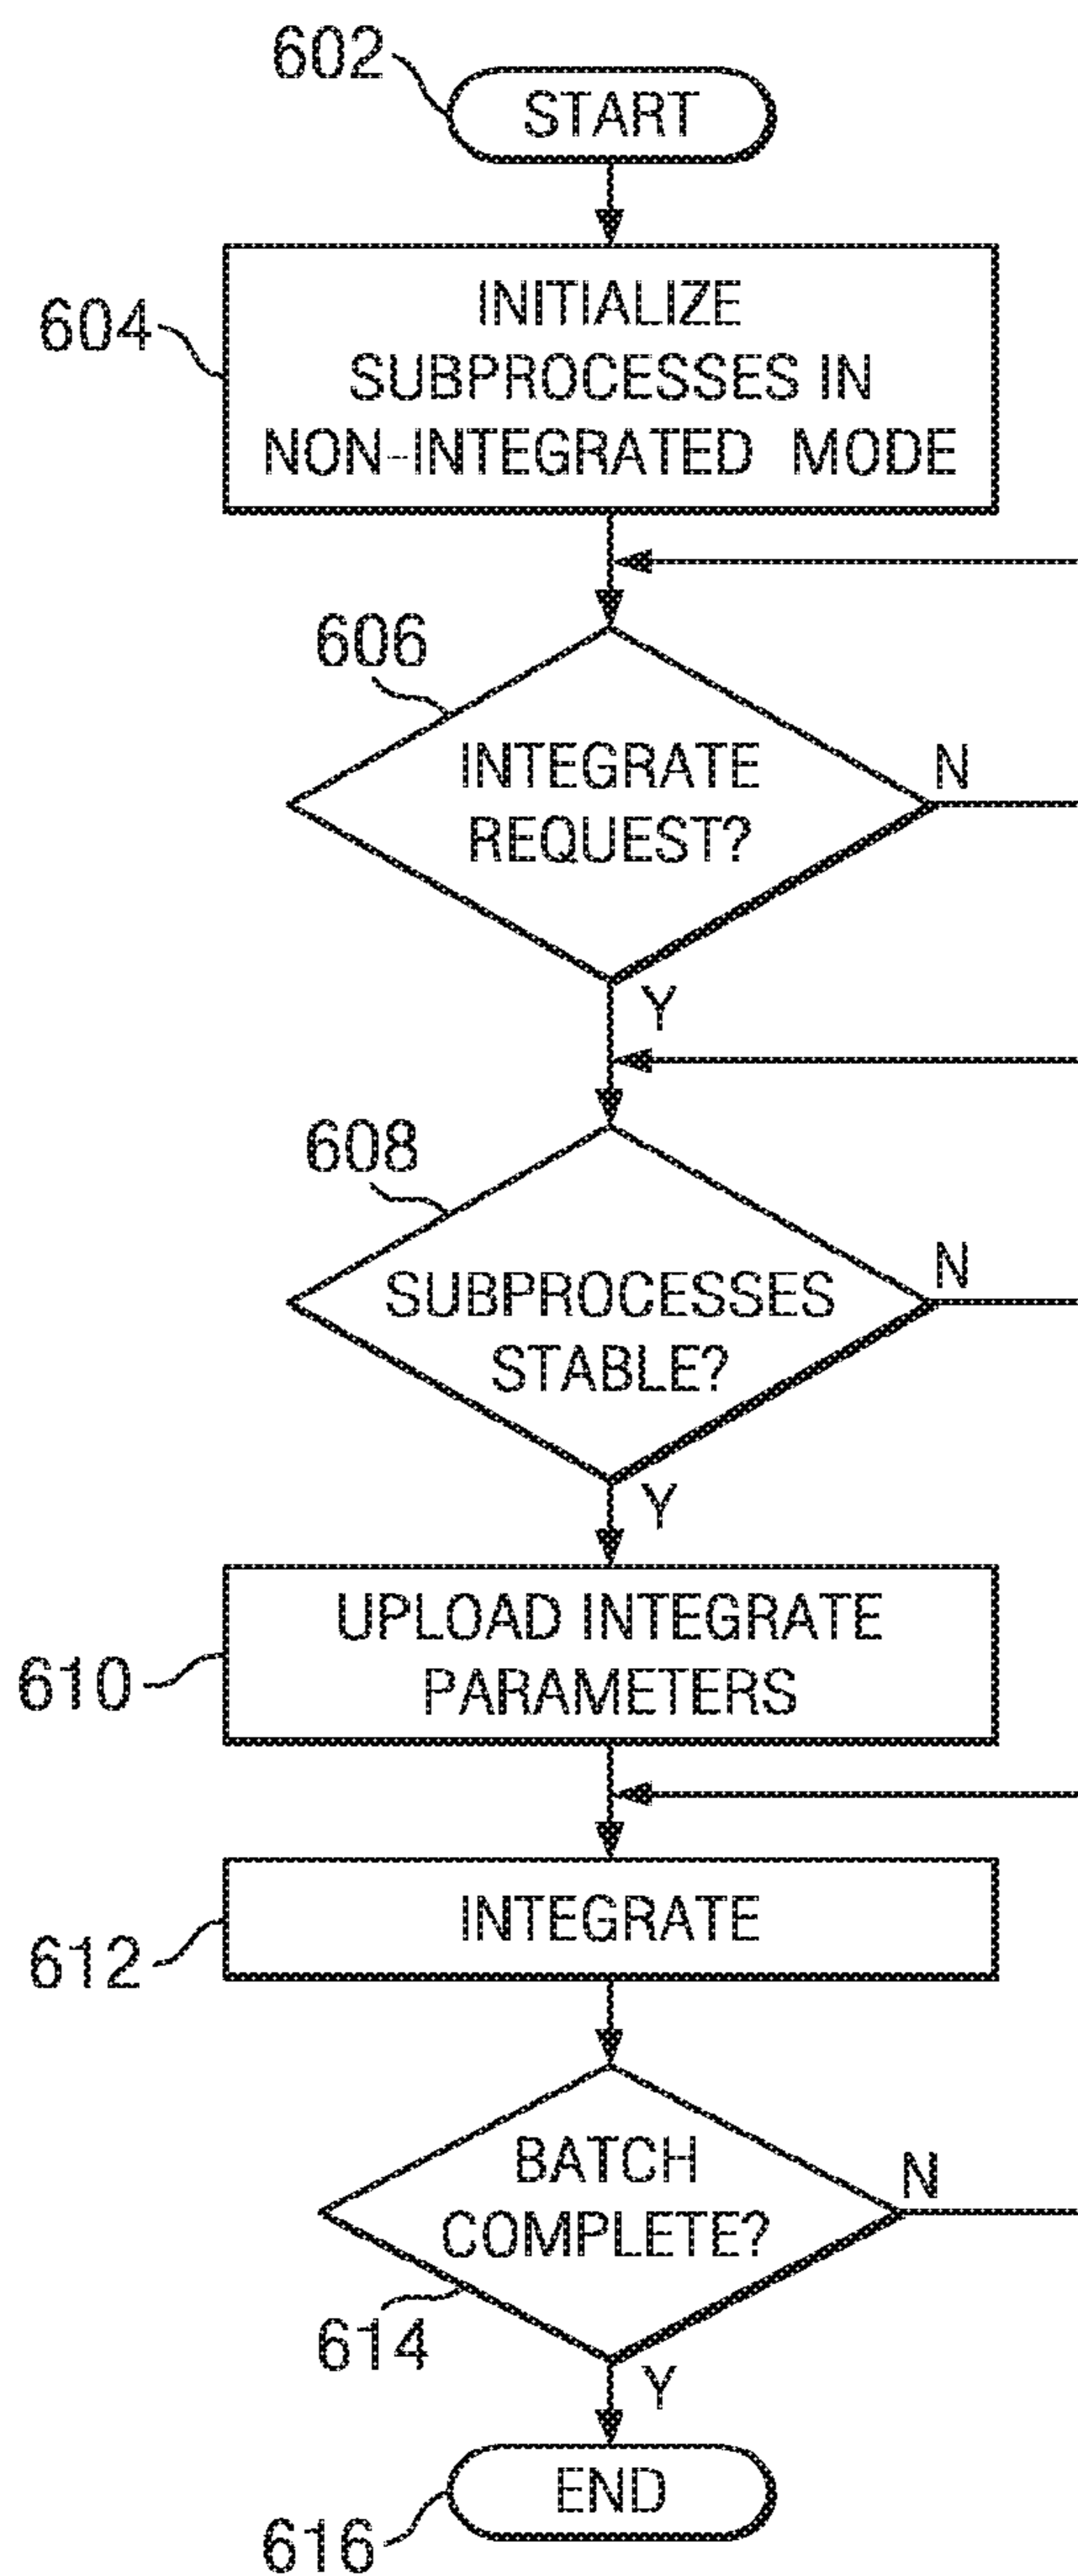 602
START
604
INITIALIZE
SUBPROCESSES IN
NON-INTEGRATED MODE
606
INTEGRATE
REQUEST?
N
Y
608
SUBPROCESSES
STABLE?
N
Y
610
UPLOAD INTEGRATE
PARAMETERS
612
INTEGRATE
BATCH
COMPLETE?
N
614
Y
END
616